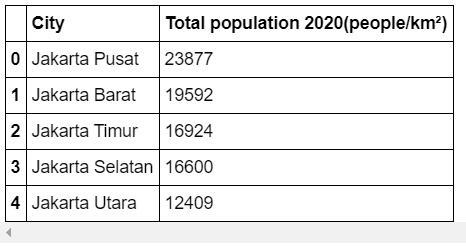 City Total population 2020(people/km²)
0 Jakarta Pusat 23877
1 Jakarta Barat 19592
2 Jakarta Timur 16924
3 Jakarta Selatan 16600
4 Jakarta Utara 12409